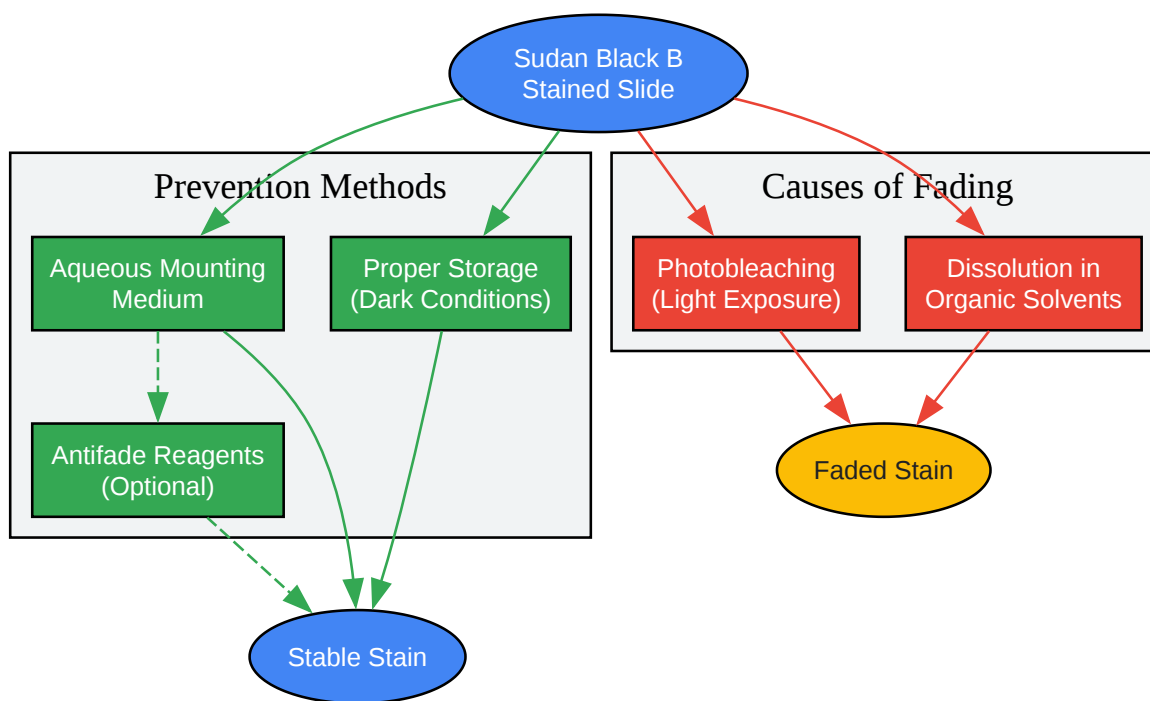 Sudan Black B
Stained Slide
Prevention Methods
Causes of Fading
Aqueous Mounting
Medium
Proper Storage
(Dark Conditions)
Photobleaching
(Light Exposure)
Dissolution in
Organic Solvents
Antifade Reagents
(Optional)
Faded Stain
Stable Stain